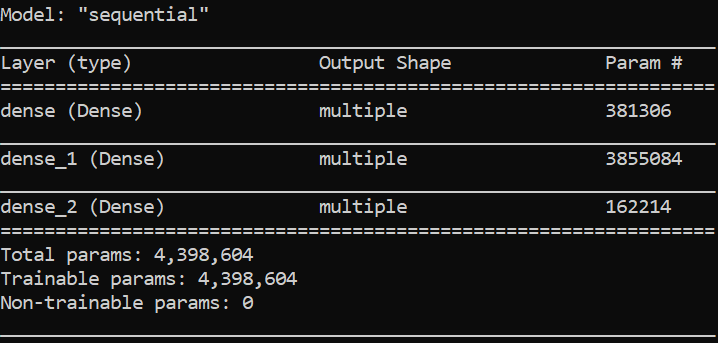 Model: "sequential"
_________________________________________________________________
Layer (type)                 Output Shape              Param #
=================================================================
dense (Dense)                multiple                  381306
_________________________________________________________________
dense_1 (Dense)              multiple                  3855084
_________________________________________________________________
dense_2 (Dense)              multiple                  162214
=================================================================
Total params: 4,398,604
Trainable params: 4,398,604
Non-trainable params: 0
_________________________________________________________________